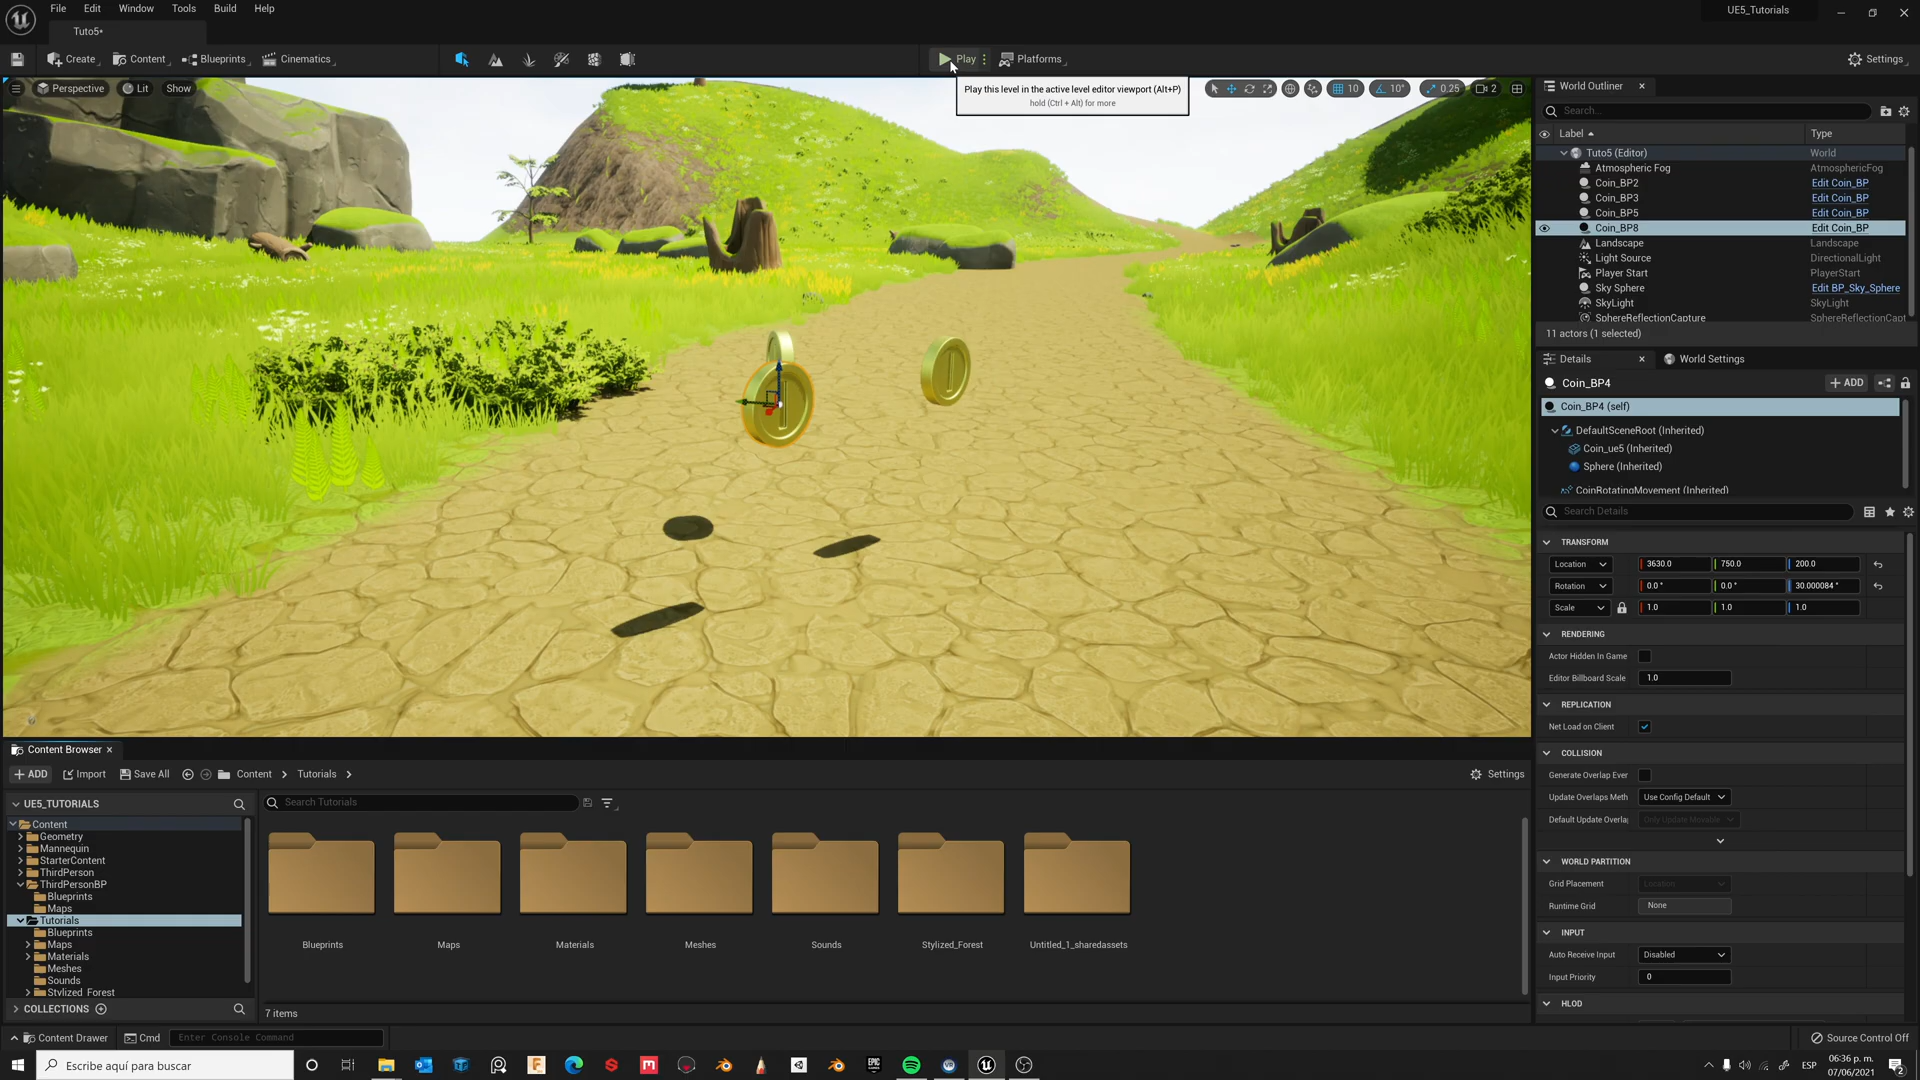 File Edit Window Tools Build Help
UE5_Tutorials
Tuto5*
Create Content Blueprints Cinematics Play Platforms Settings
Perspective Lit Show
Play this level in the active level editor viewport (Alt+P)
hold (Ctrl + Alt) for more
10 10° 0.25 2
World Outliner
Search...
Label Type
Tuto5 (Editor) World
Atmospheric Fog AtmosphericFog
Coin_BP2 Edit Coin_BP
Coin_BP3 Edit Coin_BP
Coin_BP5 Edit Coin_BP
Coin_BP8 Edit Coin_BP
Landscape Landscape
Light Source DirectionalLight
Player Start PlayerStart
Sky Sphere Edit BP_Sky_Sphere
SkyLight SkyLight
SphereReflectionCapture SphereReflectionCapt
11 actors (1 selected)
Details World Settings
Coin_BP4 + ADD
Coin_BP4 (self)
DefaultSceneRoot (Inherited)
Coin_ue5 (Inherited)
Sphere (Inherited)
CoinRotatingMovement (Inherited)
Search Details
TRANSFORM
Location 3630.0 750.0 200.0
Rotation 0.0 ° 0.0 ° 30.000084 °
Scale 1.0 1.0 1.0
RENDERING
Actor Hidden In Game
Editor Billboard Scale 1.0
REPLICATION
Net Load on Client
COLLISION
Generate Overlap Ever
Update Overlaps Meth Use Config Default
Default Update Overla Only Update Movable
WORLD PARTITION
Grid Placement Location
Runtime Grid None
INPUT
Auto Receive Input Disabled
Input Priority 0
HLOD
Content Browser
+ ADD Import Save All Content Tutorials Settings
UE5_TUTORIALS
Search Tutorials
Content
Geometry
Mannequin
StarterContent
ThirdPerson
ThirdPersonBP
Blueprints
Maps
Tutorials
Blueprints
Maps
Materials
Meshes
Sounds
Stylized_Forest
COLLECTIONS
Blueprints Maps Materials Meshes Sounds Stylized_Forest Untitled_1_sharedassets
7 items
Content Drawer Cmd Enter Console Command Source Control Off
Escribe aquí para buscar
EPIC GAMES
ESP
06:36 p. m.
07/06/2021
2